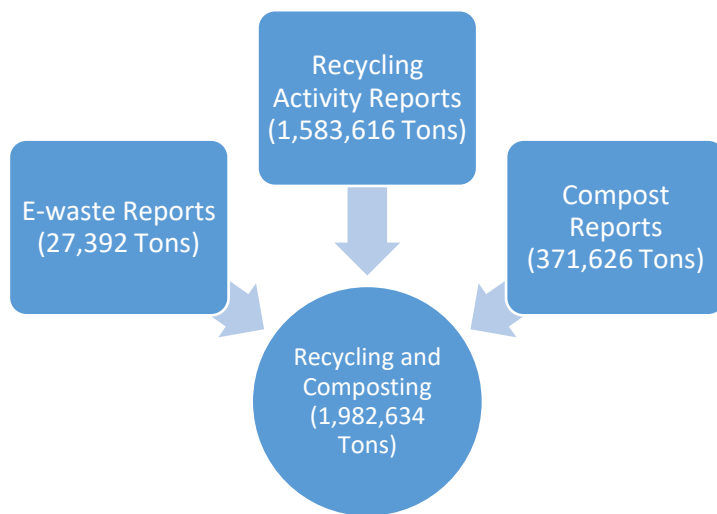 Recycling
Activity Reports
(1,583,616 Tons)
E-waste Reports
(27,392 Tons)
Compost
Reports
(371,626 Tons)
Recycling and
Composting
(1,982,634
Tons)